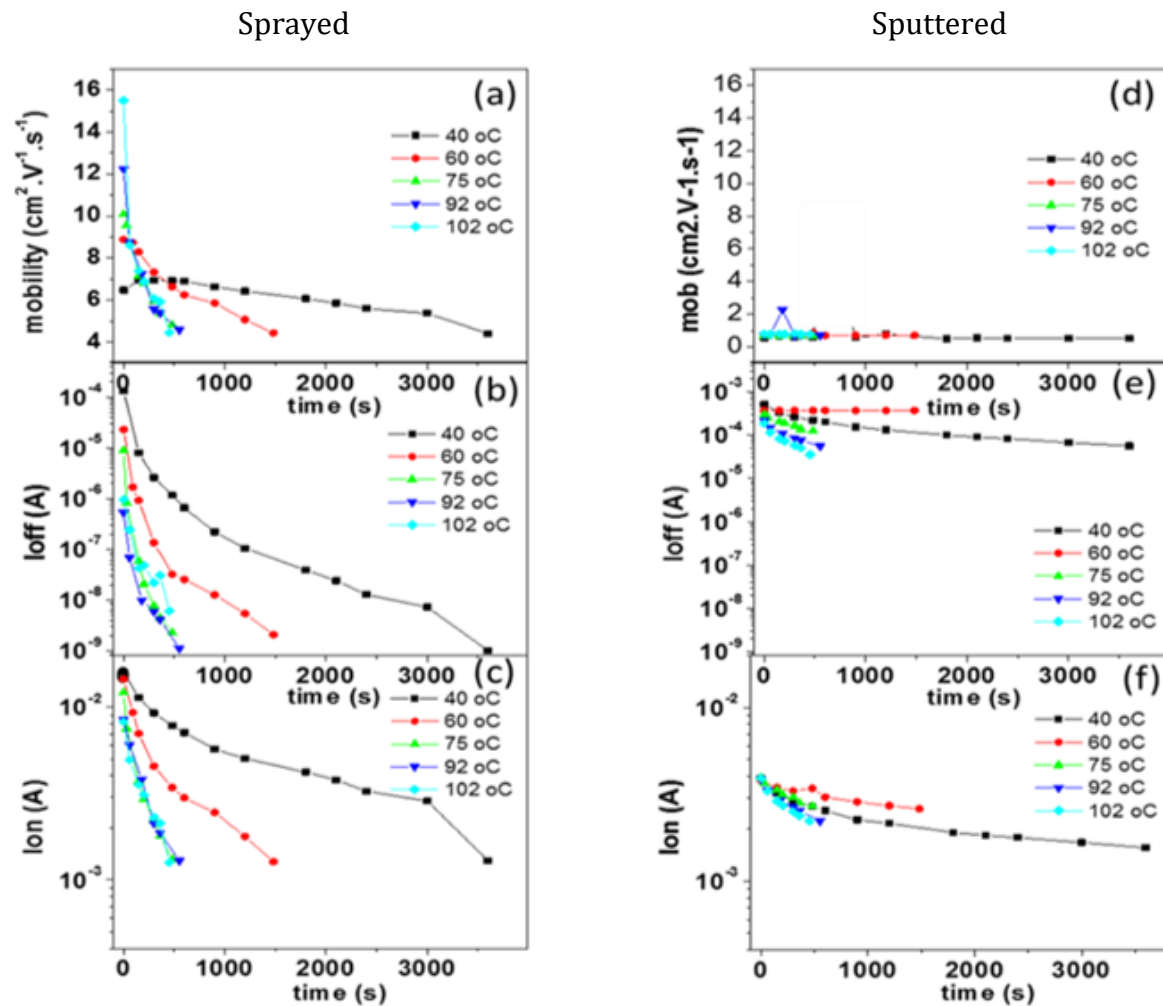 Sprayed
Sputtered
16
14
12
10
8
6
4
mobility (cm².V⁻¹.s⁻¹)
(a)
40 oC
60 oC
75 oC
92 oC
102 oC
0 1000 2000 3000
time (s)
10⁻⁴
10⁻⁵
10⁻⁶
10⁻⁷
10⁻⁸
10⁻⁹
Ioff (A)
(b)
40 oC
60 oC
75 oC
92 oC
102 oC
0 1000 2000 3000
time (s)
10⁻²
10⁻³
Ion (A)
(c)
40 oC
60 oC
75 oC
92 oC
102 oC
0 1000 2000 3000
time (s)
16
14
12
10
8
6
4
2
0
mob (cm2.V-1.s-1)
(d)
40 oC
60 oC
75 oC
92 oC
102 oC
0 1000 2000 3000
time (s)
10⁻³
10⁻⁴
10⁻⁵
10⁻⁶
10⁻⁷
10⁻⁸
10⁻⁹
Ioff (A)
(e)
40 oC
60 oC
75 oC
92 oC
102 oC
0 1000 2000 3000
time (s)
10⁻²
10⁻³
Ion (A)
(f)
40 oC
60 oC
75 oC
92 oC
102 oC
0 1000 2000 3000
time (s)